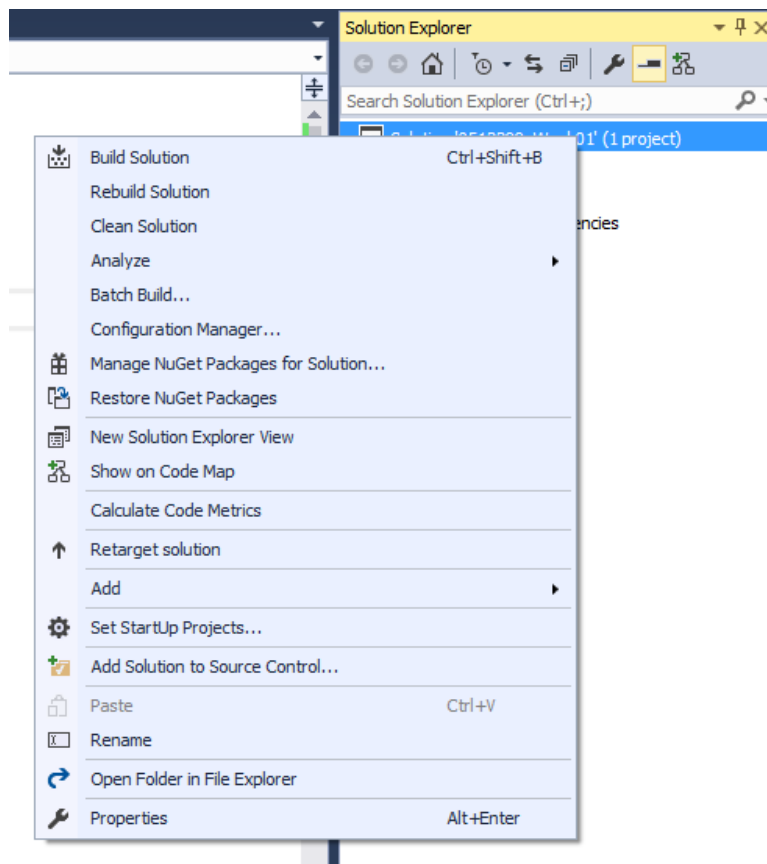 Solution Explorer
Search Solution Explorer (Ctrl+;)
01' (1 project)
encies
Build Solution Ctrl+Shift+B
Rebuild Solution
Clean Solution
Analyze
Batch Build...
Configuration Manager...
Manage NuGet Packages for Solution...
Restore NuGet Packages
New Solution Explorer View
Show on Code Map
Calculate Code Metrics
Retarget solution
Add
Set StartUp Projects...
Add Solution to Source Control...
Paste Ctrl+V
Rename
Open Folder in File Explorer
Properties Alt+Enter